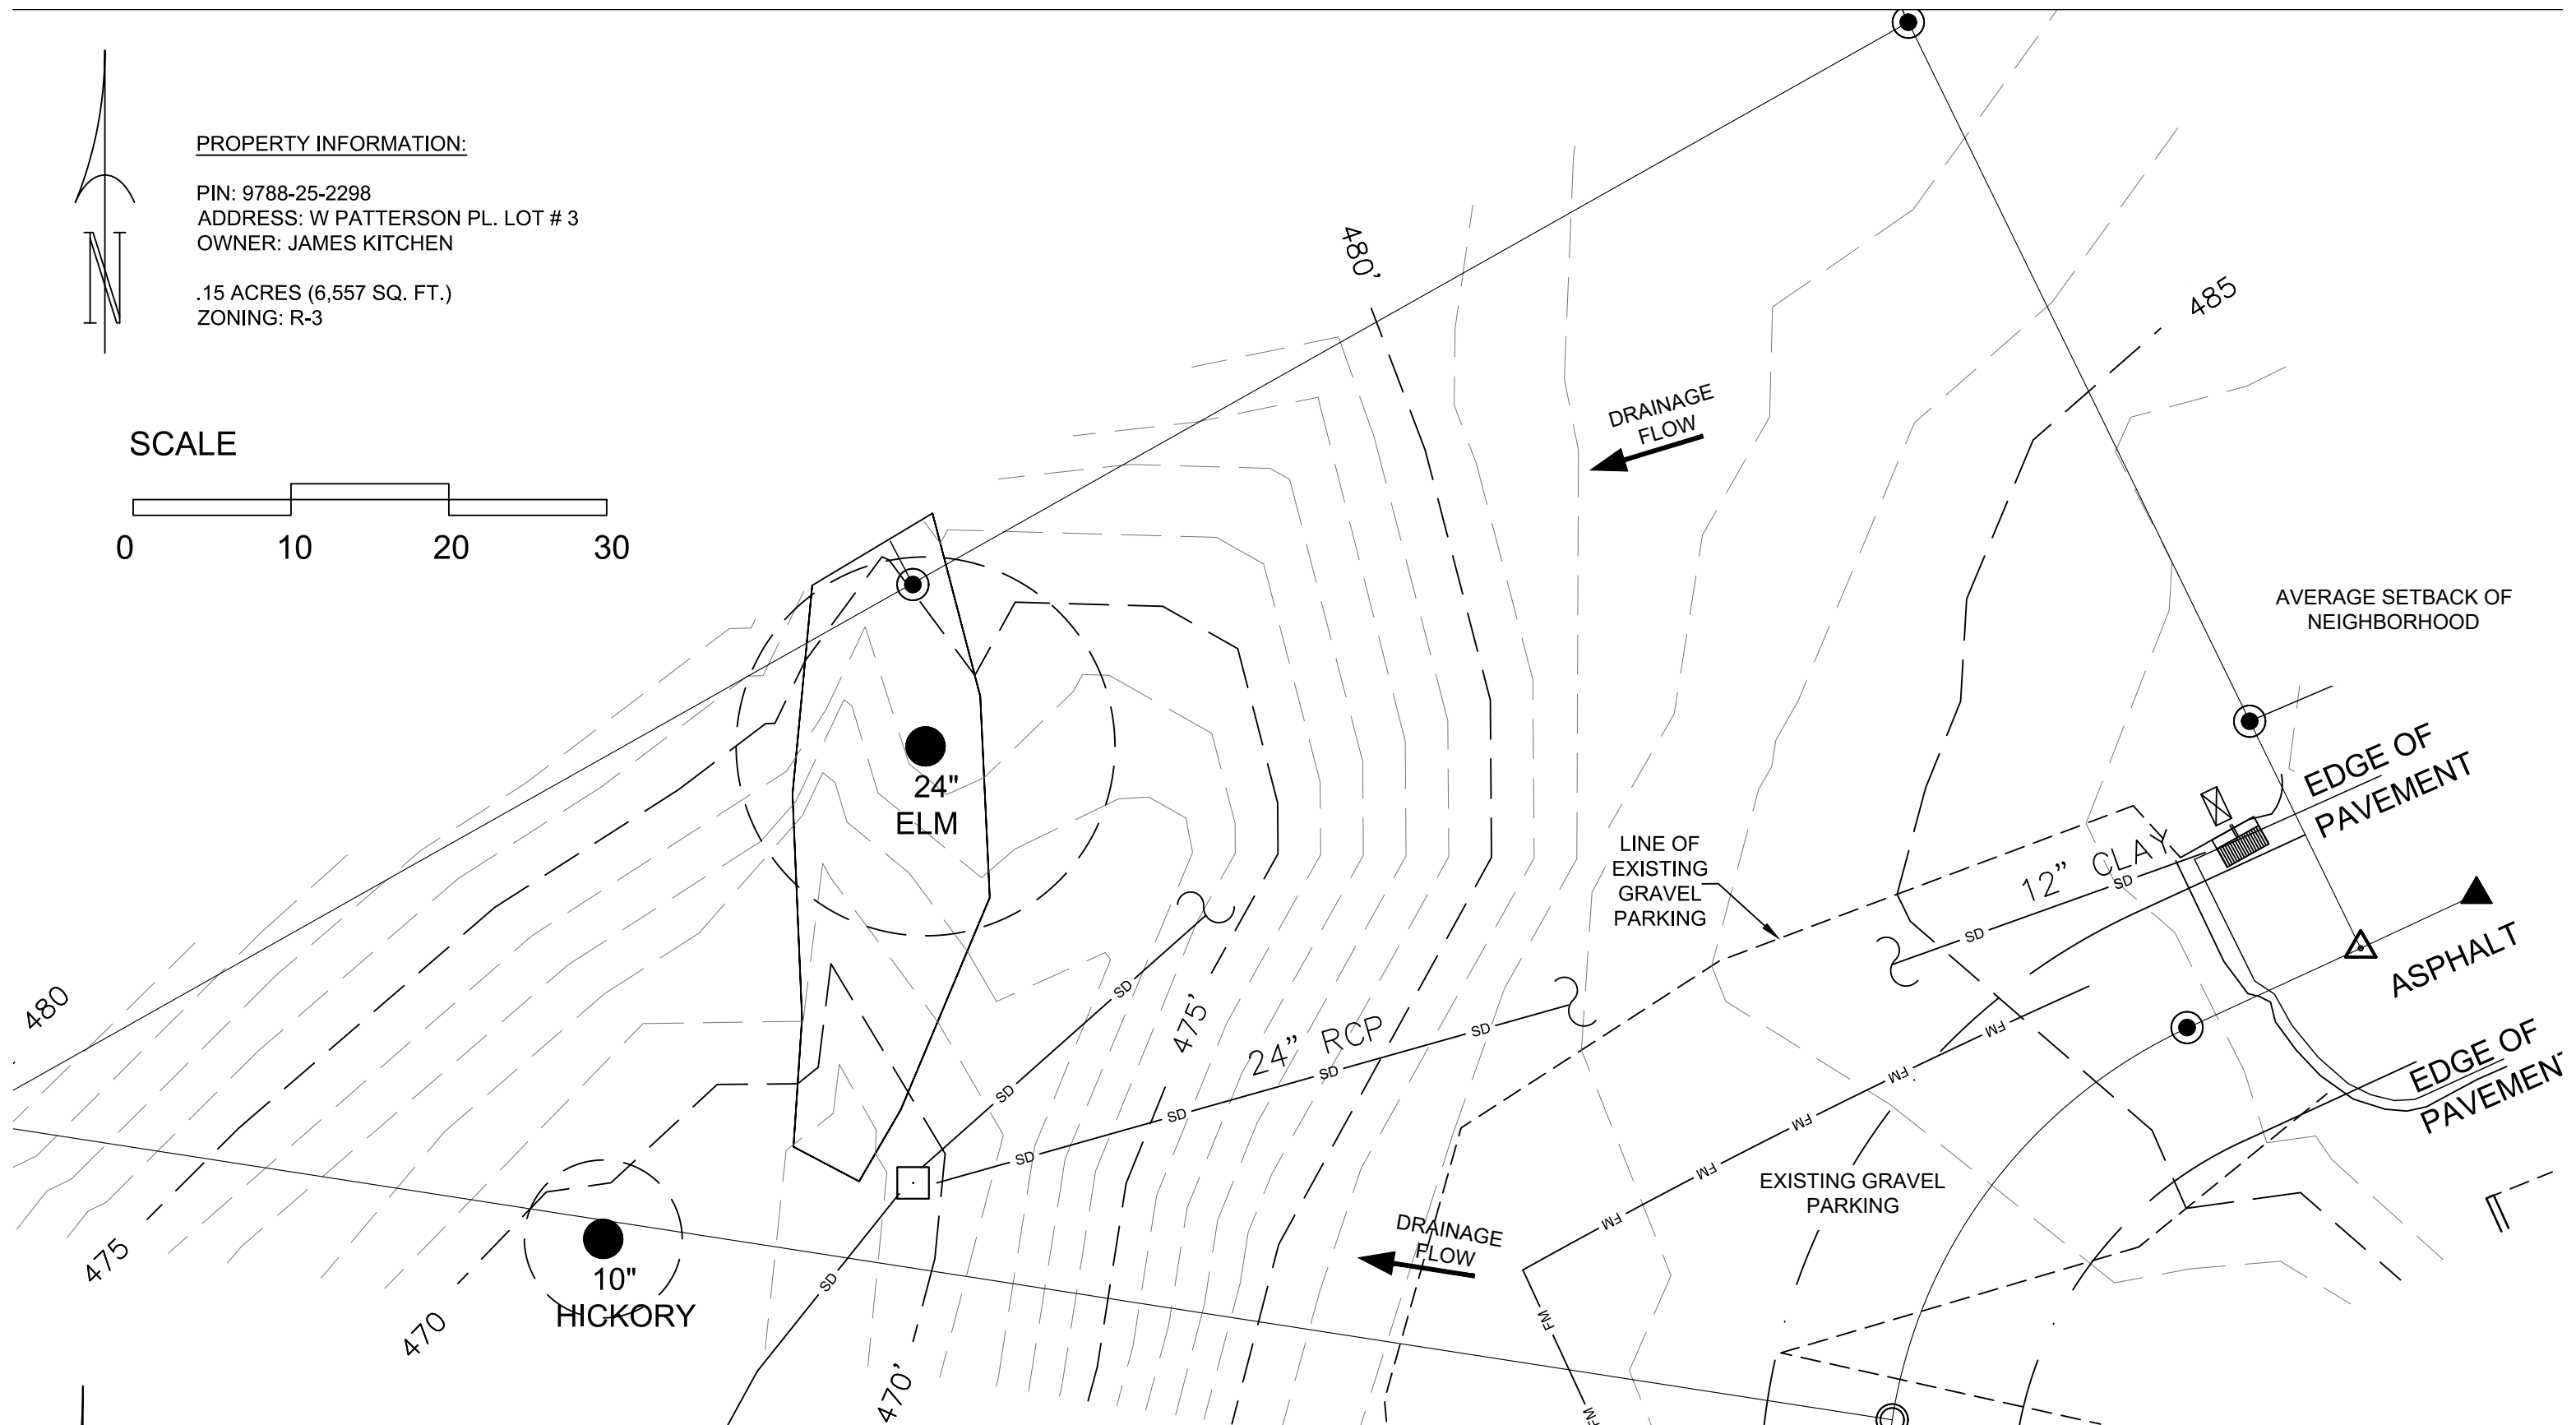 PROPERTY INFORMATION:
PIN: 9788-25-2298
ADDRESS: W PATTERSON PL. LOT # 3
OWNER: JAMES KITCHEN
.15 ACRES (6,557 SQ. FT.)
ZONING: R-3
N
SCALE
0 10 20 30
480'
485
DRAINAGE
FLOW
AVERAGE SETBACK OF
NEIGHBORHOOD
EDGE OF
PAVEMENT
24"
ELM
LINE OF
EXISTING
GRAVEL
PARKING
12" CLAY
SD
SD
ASPHALT
480
SD
SD
475'
24" RCP
SD
SD
SD
SD
FM
FM
FM
FM
FM
EDGE OF
PAVEMEN
EXISTING GRAVEL
PARKING
DRAINAGE
FLOW
475
10"
HICKORY
SD
470
470'
FM
FM